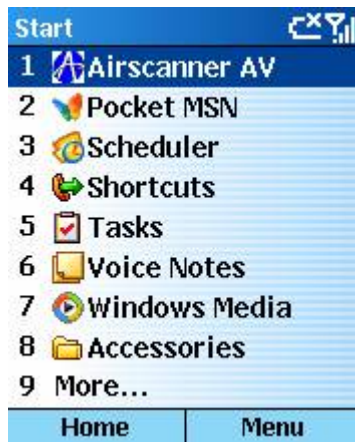 Start
1 Airscanner AV
2 Pocket MSN
3 Scheduler
4 Shortcuts
5 Tasks
6 Voice Notes
7 Windows Media
8 Accessories
9 More...
Home Menu